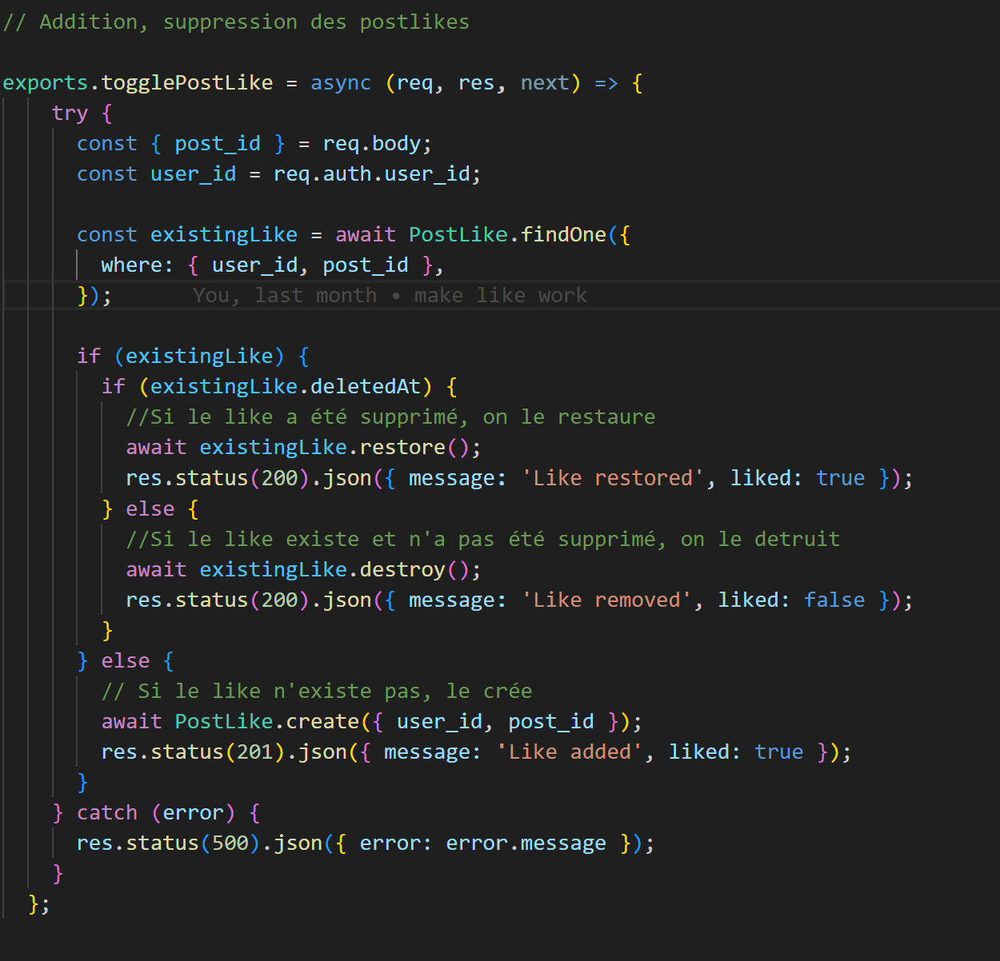 // Addition, suppression des postlikes
exports.togglePostLike = async (req, res, next) => {
try {
const { post_id } = req.body;
const user_id = req.auth.user_id;
const existingLike = await PostLike.findOne({
where: { user_id, post_id },
}); You, last month • make like work
if (existingLike) {
if (existingLike.deletedAt) {
//Si le like a été supprimé, on le restaure
await existingLike.restore();
res.status(200).json({ message: 'Like restored', liked: true });
} else {
//Si le like existe et n'a pas été supprimé, on le detruit
await existingLike.destroy();
res.status(200).json({ message: 'Like removed', liked: false });
}
} else {
// Si le like n'existe pas, le crée
await PostLike.create({ user_id, post_id });
res.status(201).json({ message: 'Like added', liked: true });
}
} catch (error) {
res.status(500).json({ error: error.message });
}
};